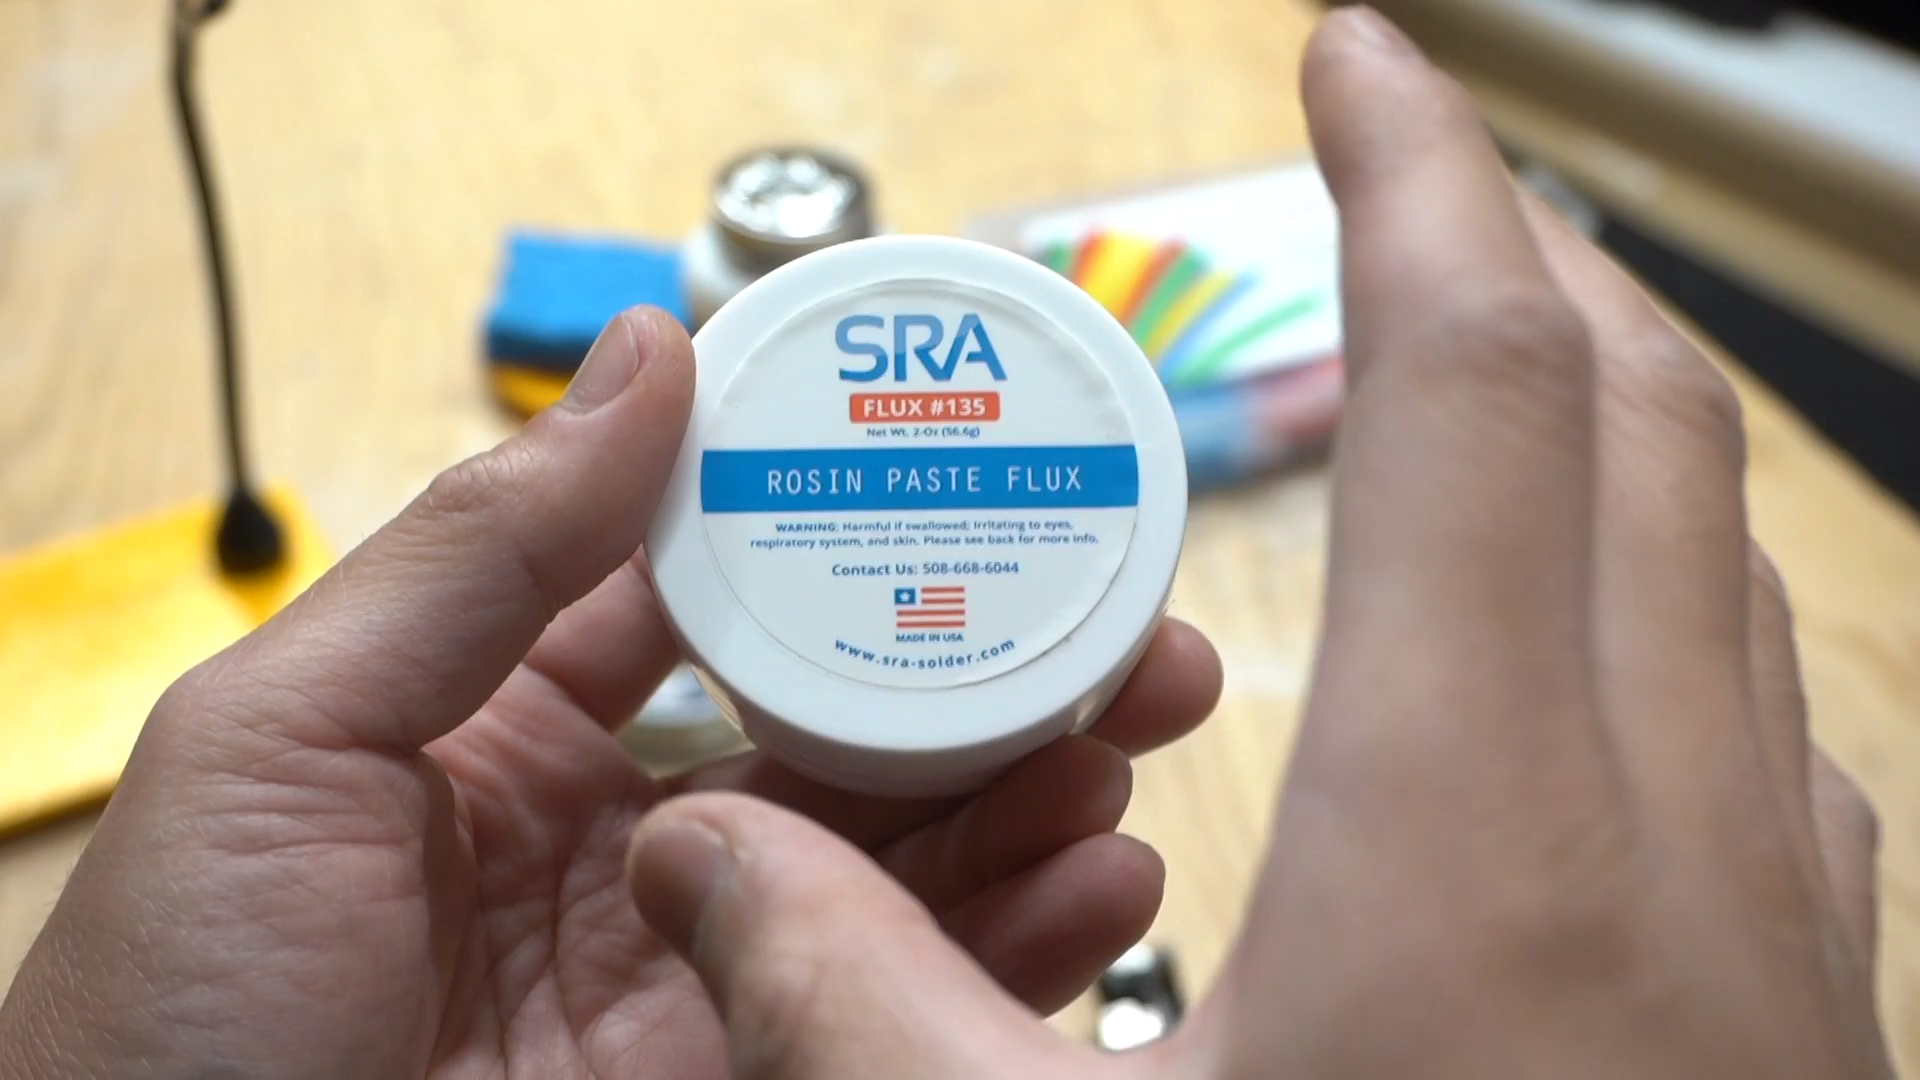 SRA
FLUX #135
Net Wt. 2-Oz (56.6g)
ROSIN PASTE FLUX
WARNING: Harmful if swallowed; Irritating to eyes,
respiratory system, and skin. Please see back for more info.
Contact Us: 508-668-6044
MADE IN USA
www.sra-solder.com